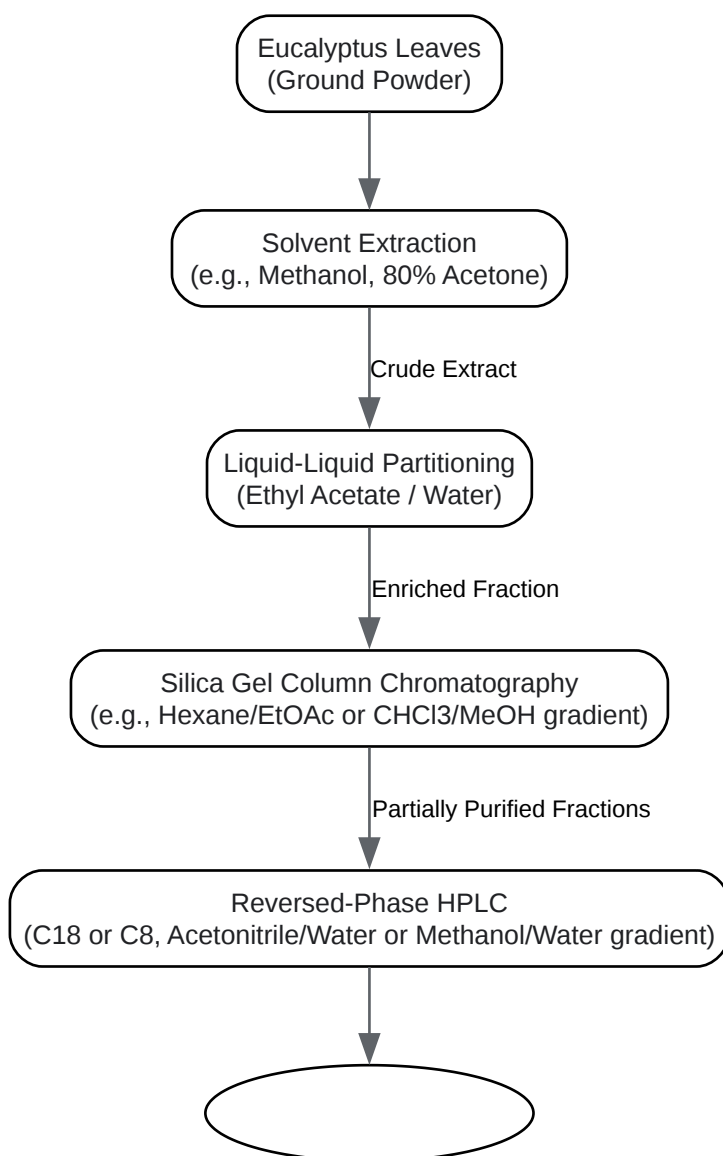 Eucalyptus Leaves
(Ground Powder)
Solvent Extraction
(e.g., Methanol, 80% Acetone)
Crude Extract
Liquid-Liquid Partitioning
(Ethyl Acetate / Water)
Enriched Fraction
Silica Gel Column Chromatography
(e.g., Hexane/EtOAc or CHCl3/MeOH gradient)
Partially Purified Fractions
Reversed-Phase HPLC
(C18 or C8, Acetonitrile/Water or Methanol/Water gradient)